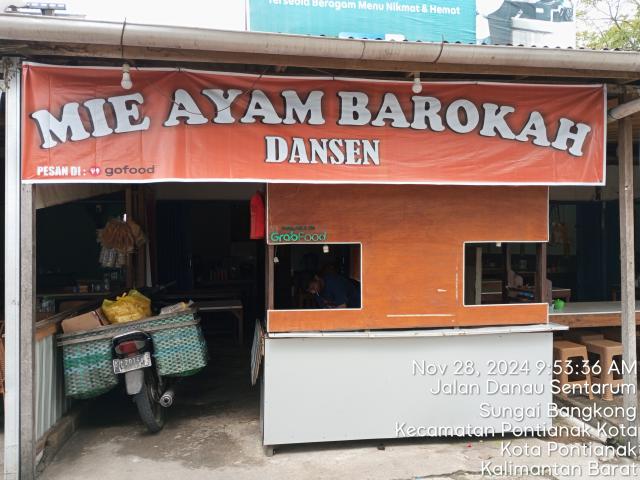 Tersedia Beragam Menu Nikmat & Hemat
MIE AYAM BAROKAH
DANSEN
PESAN DI : gofood
GrabFood
Nov 28, 2024 9:53:36 AM
Jalan Danau Sentarum
Sungai Bangkong
Kecamatan Pontianak Kota
Kota Pontianak
Kalimantan Barat